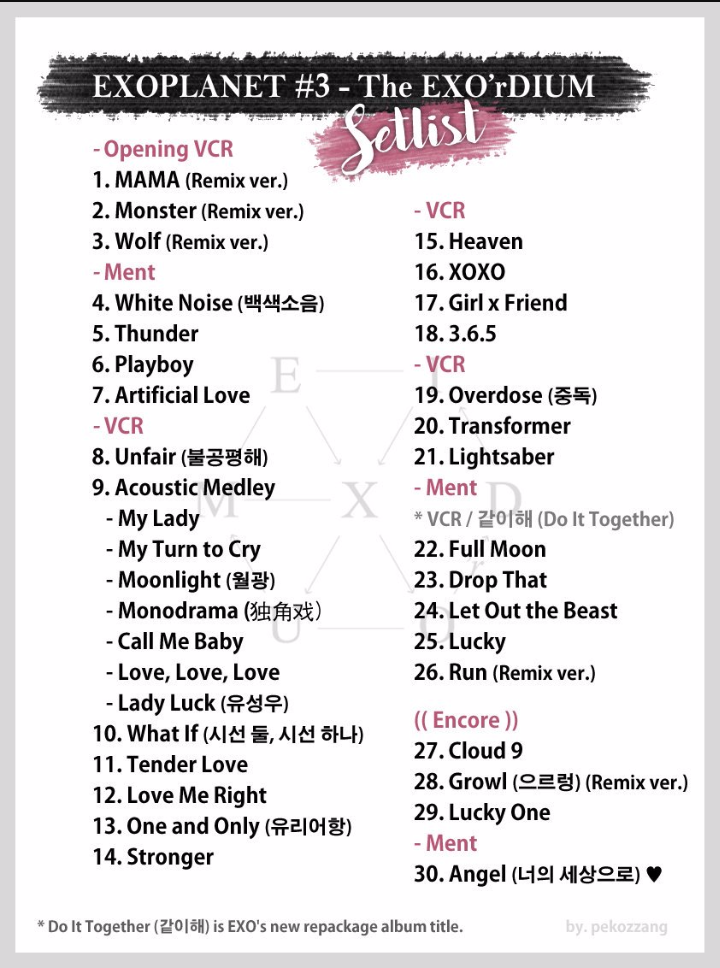 EXOPLANET #3 - The EXO'rDIUM
Setlist
- Opening VCR
1. MAMA (Remix ver.)
2. Monster (Remix ver.)
3. Wolf (Remix ver.)
- Ment
4. White Noise (백색소음)
5. Thunder
6. Playboy
7. Artificial Love
- VCR
8. Unfair (불공평해)
9. Acoustic Medley
- My Lady
- My Turn to Cry
- Moonlight (월광)
- Monodrama (独角戏)
- Call Me Baby
- Love, Love, Love
- Lady Luck (유성우)
10. What If (시선 둘, 시선 하나)
11. Tender Love
12. Love Me Right
13. One and Only (유리어항)
14. Stronger
- VCR
15. Heaven
16. XOXO
17. Girl x Friend
18. 3.6.5
- VCR
19. Overdose (중독)
20. Transformer
21. Lightsaber
- Ment
* VCR / 같이해 (Do It Together)
22. Full Moon
23. Drop That
24. Let Out the Beast
25. Lucky
26. Run (Remix ver.)
(( Encore ))
27. Cloud 9
28. Growl (으르렁) (Remix ver.)
29. Lucky One
- Ment
30. Angel (너의 세상으로) ♥
E I
M X D
r
U O
* Do It Together (같이해) is EXO's new repackage album title.
by. pekozzang